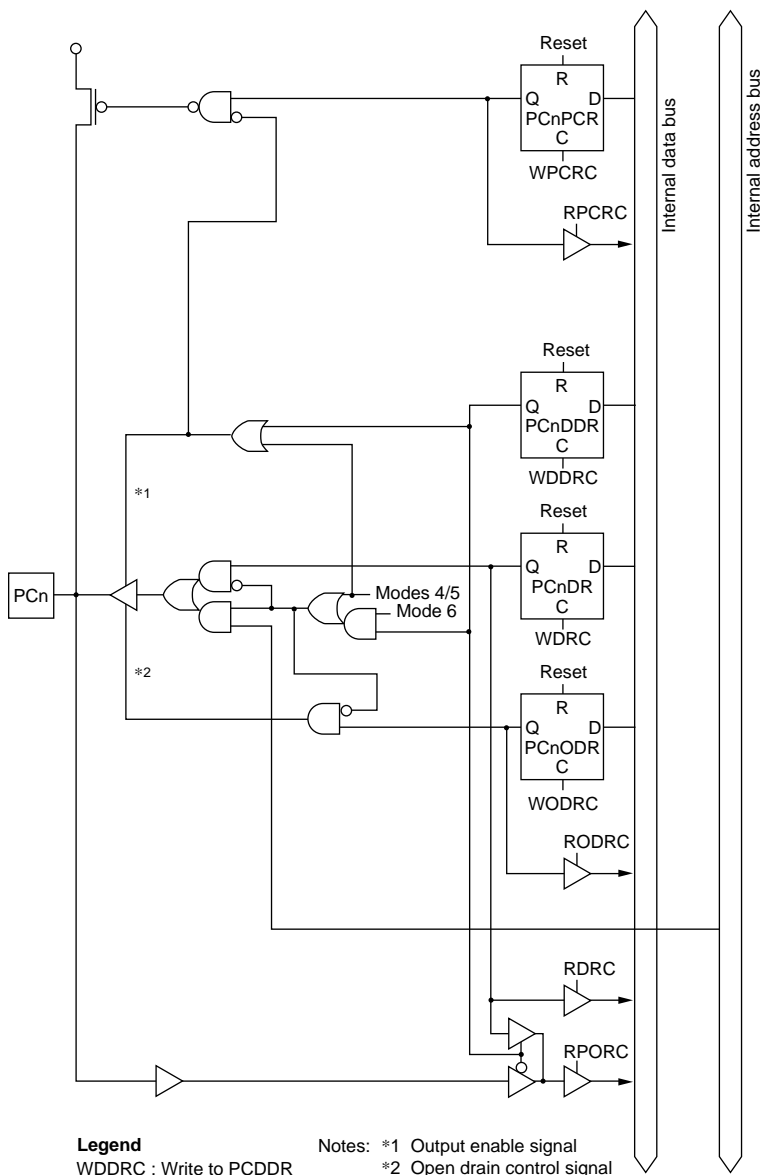 Reset
R
Q D
PCnPCR
C
WPCRC
RPCRC
Internal data bus
Internal address bus
Reset
R
Q D
PCnDDR
C
WDDRC
*1
Reset
R
Q D
PCnDR
C
WDRC
PCn
Modes 4/5
Mode 6
*2
Reset
R
Q D
PCnODR
C
WODRC
RODRC
RDRC
RPORC
Legend
WDDRC : Write to PCDDR
Notes: *1 Output enable signal
*2 Open drain control signal